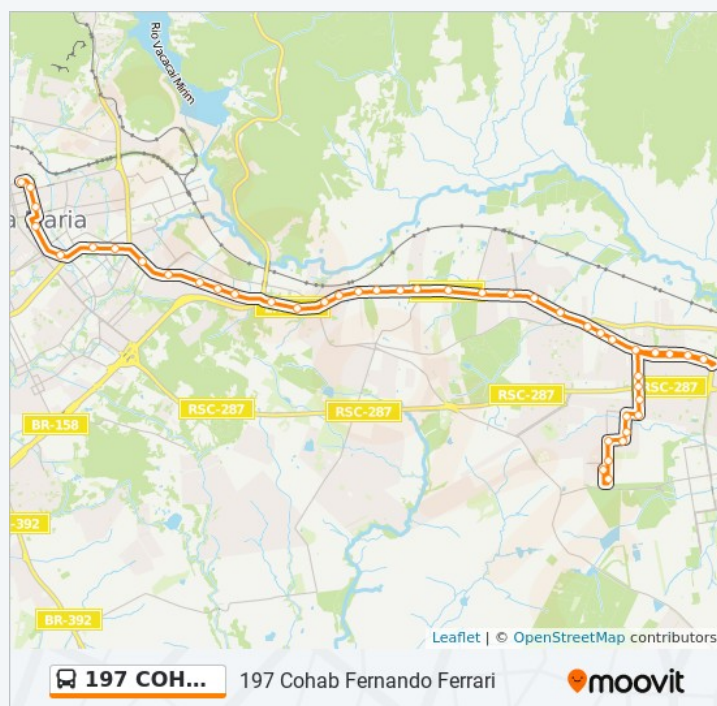 Rio Vacacaí Mirim
a Maria
RSC-287
RSC-287
RSC-287
RSC-287
BR-158
-392
BR-392
Leaflet | © OpenStreetMap contributors
197 COH...
197 Cohab Fernando Ferrari
moovit